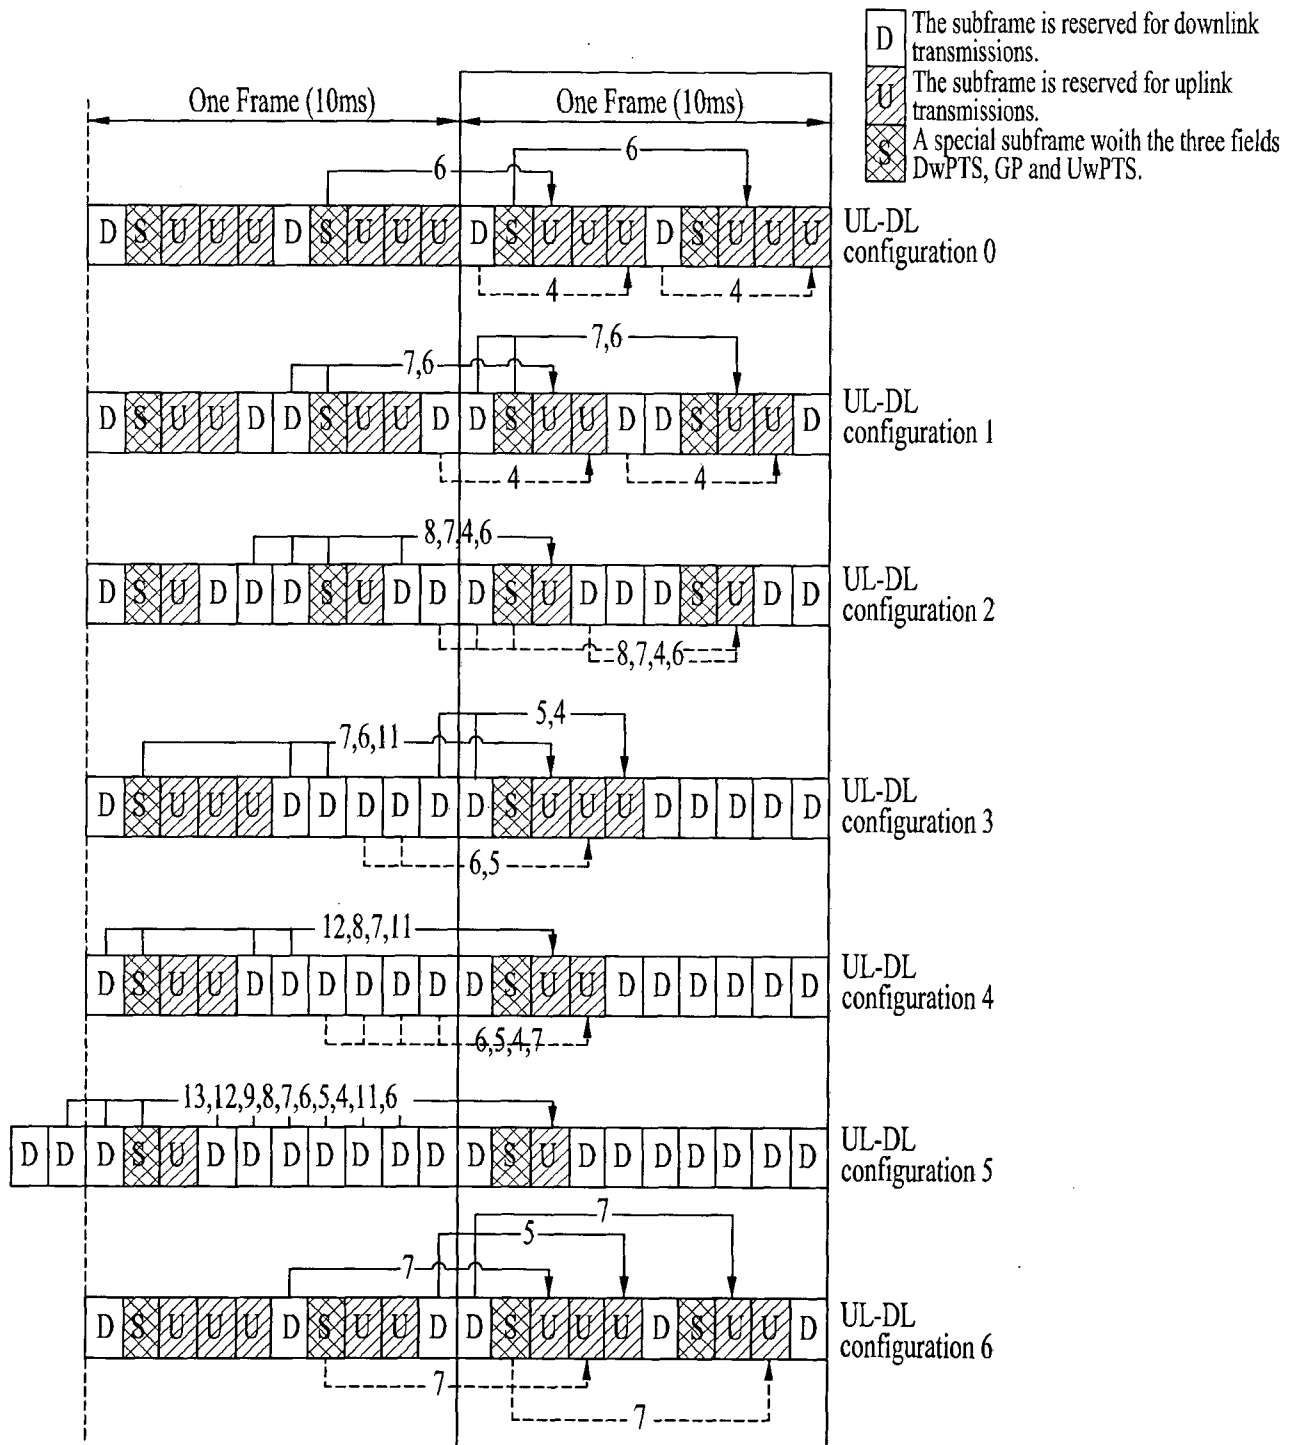 D The subframe is reserved for downlink
transmissions.
U The subframe is reserved for uplink
transmissions.
S A special subframe woith the three fields
DwPTS, GP and UwPTS.
One Frame (10ms) One Frame (10ms)
6 6
D S U U U D S U U U D S U U U D S U U U UL-DL
configuration 0
4 4
7,6 7,6
D S U U D D S U U D D S U U D D S U U D UL-DL
configuration 1
4 4
8,7,4,6
D S U D D D S U D D D S U D D D S U D D UL-DL
configuration 2
8,7,4,6
5,4
7,6,11
D S U U U D D D D D D S U U U D D D D D UL-DL
configuration 3
6,5
12,8,7,11
D S U U D D D D D D D S U U D D D D D D UL-DL
configuration 4
6,5,4,7
13,12,9,8,7,6,5,4,11,6
D D D S U D D D D D D D D S U D D D D D D D UL-DL
configuration 5
7
5
7
D S U U U D S U U D D S U U U D S U U D UL-DL
configuration 6
7
7